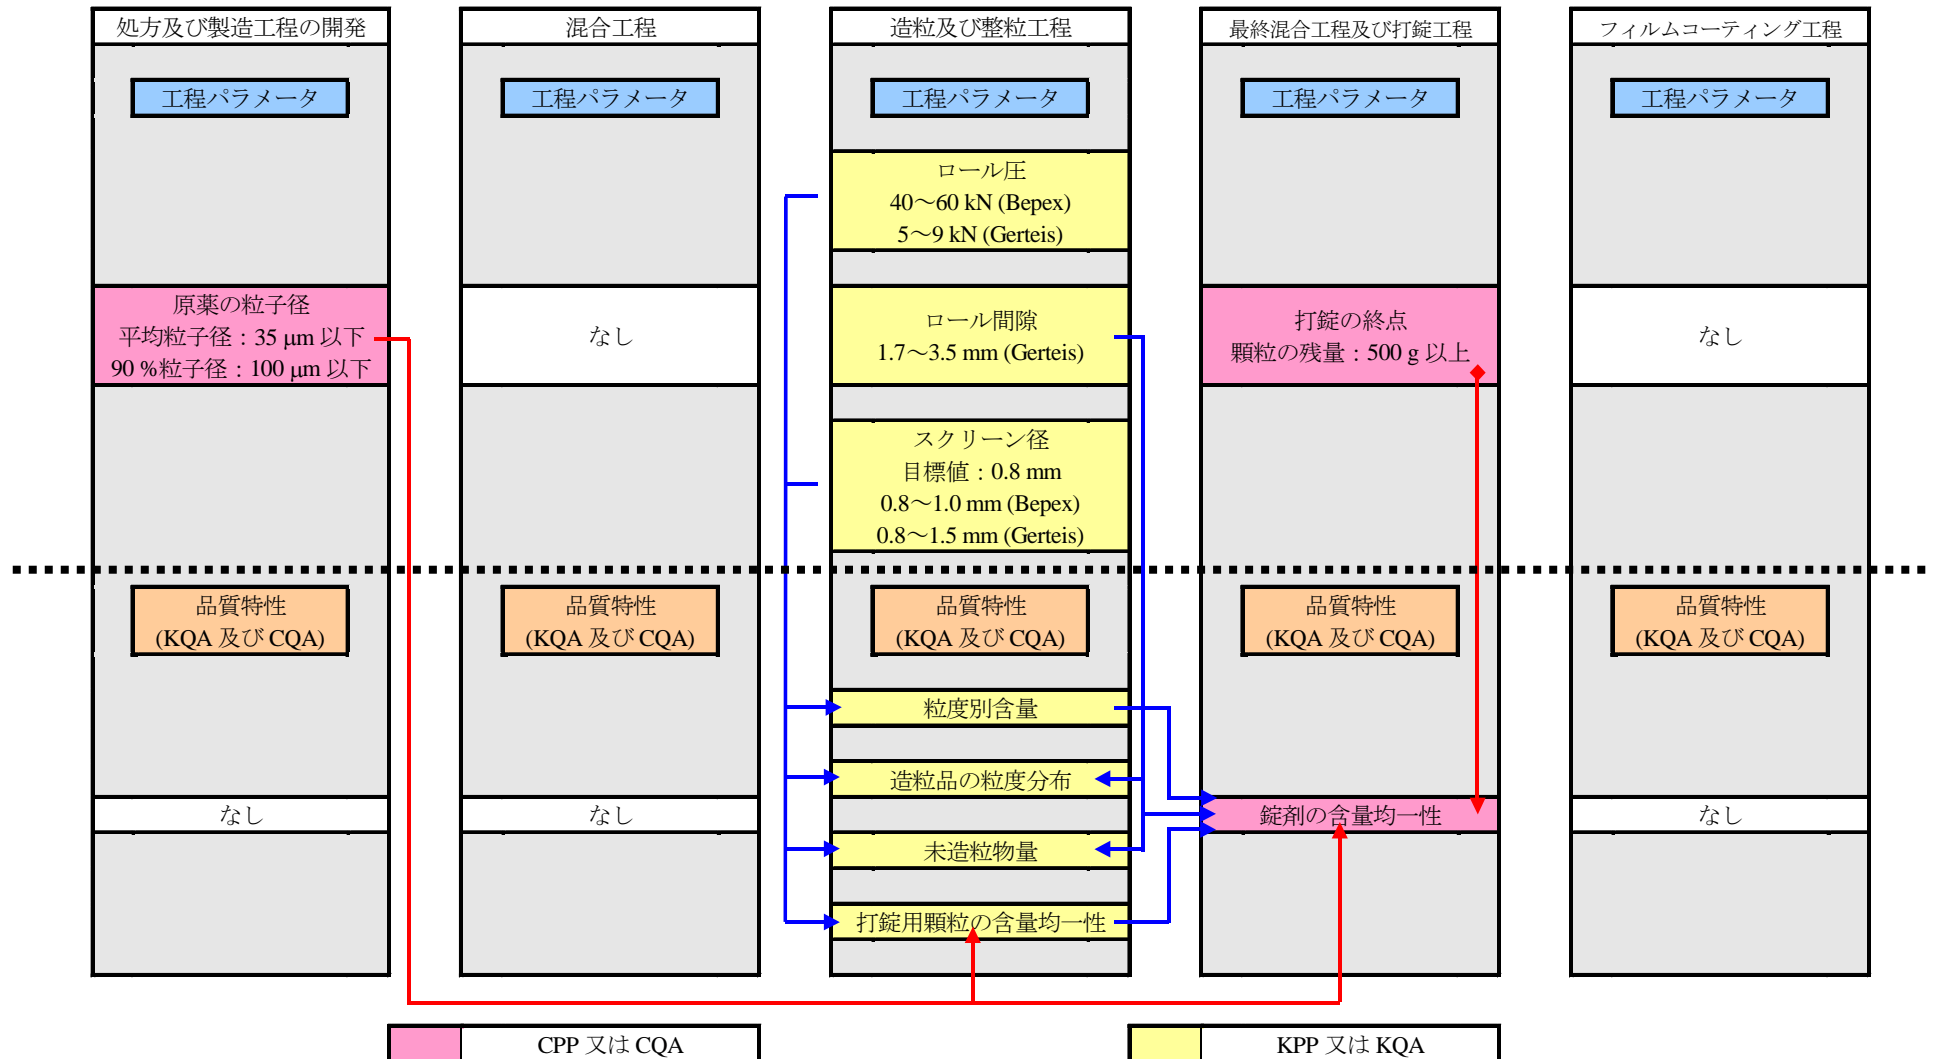 処方及び製造工程の開発
工程パラメータ
原薬の粒子径
平均粒子径：35 μm 以下
90 %粒子径：100 μm 以下
品質特性
(KQA 及び CQA)
なし
混合工程
工程パラメータ
なし
品質特性
(KQA 及び CQA)
なし
造粒及び整粒工程
工程パラメータ
ロール圧
40～60 kN (Bepex)
5～9 kN (Gerteis)
ロール間隙
1.7～3.5 mm (Gerteis)
スクリーン径
目標値：0.8 mm
0.8～1.0 mm (Bepex)
0.8～1.5 mm (Gerteis)
品質特性
(KQA 及び CQA)
粒度別含量
造粒品の粒度分布
未造粒物量
打錠用顆粒の含量均一性
最終混合工程及び打錠工程
工程パラメータ
打錠の終点
顆粒の残量：500 g 以上
品質特性
(KQA 及び CQA)
錠剤の含量均一性
フィルムコーティング工程
工程パラメータ
なし
品質特性
(KQA 及び CQA)
なし
CPP 又は CQA
KPP 又は KQA